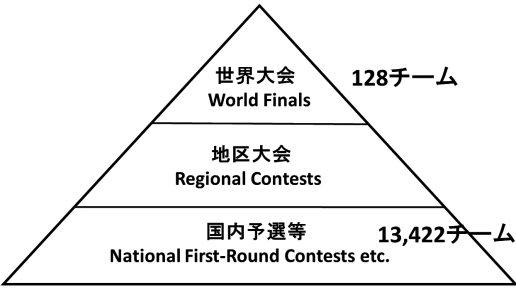 世界大会
World Finals
128チーム
地区大会
Regional Contests
国内予選等
13,422チーム
National First-Round Contests etc.